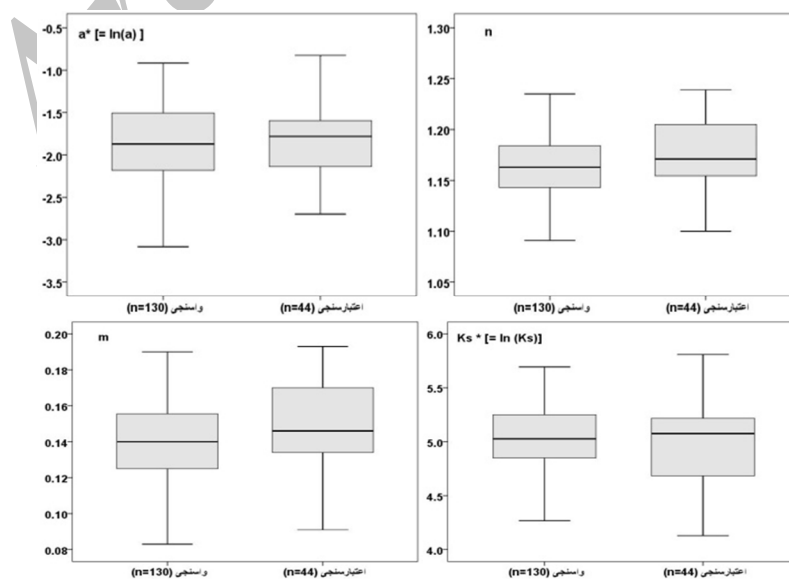 a* [= ln(a) ]
-0.5
-1.0
-1.5
-2.0
-2.5
-3.0
-3.5
واسنجی (n=130)
اعتبارسنجی (n=44)
n
1.30
1.25
1.20
1.15
1.10
1.05
واسنجی (n=130)
اعتبارسنجی (n=44)
m
0.20
0.18
0.16
0.14
0.12
0.10
0.08
واسنجی (n=130)
اعتبارسنجی (n=44)
Ks * [= ln (Ks)]
6.0
5.5
5.0
4.5
4.0
واسنجی (n=130)
اعتبارسنجی (n=44)